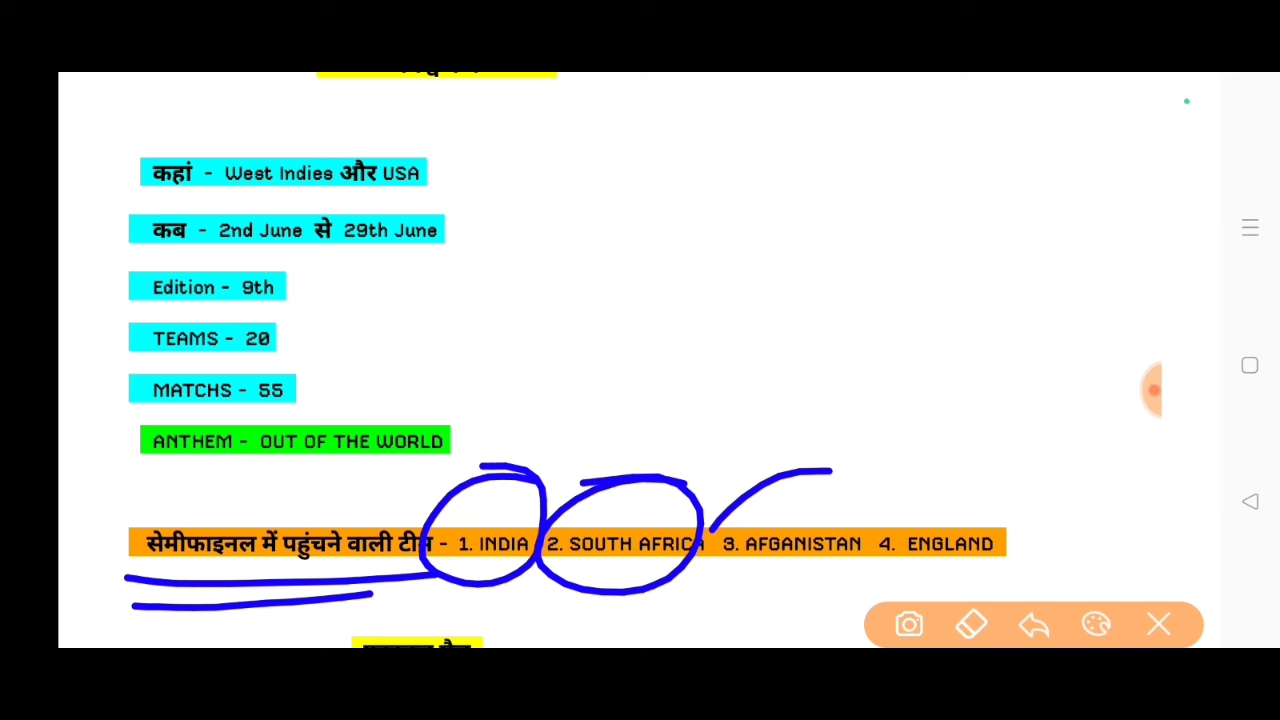 कहां - West Indies और USA
कब - 2nd June से 29th June
Edition - 9th
TEAMS - 20
MATCHS - 55
ANTHEM - OUT OF THE WORLD
सेमीफाइनल में पहुंचने वाली टीम - 1. INDIA 2. SOUTH AFRICA 3. AFGANISTAN 4. ENGLAND